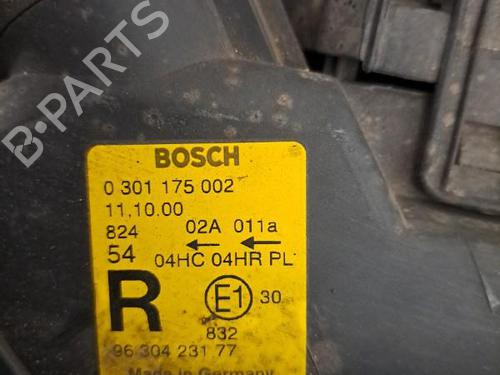 B-PARTS
BOSCH
0 301 175 002
11,10.00
824 02A 011a
54 ← ←
04HC 04HR PL
R E1 30
832
96 304 231 77
Made in Germany